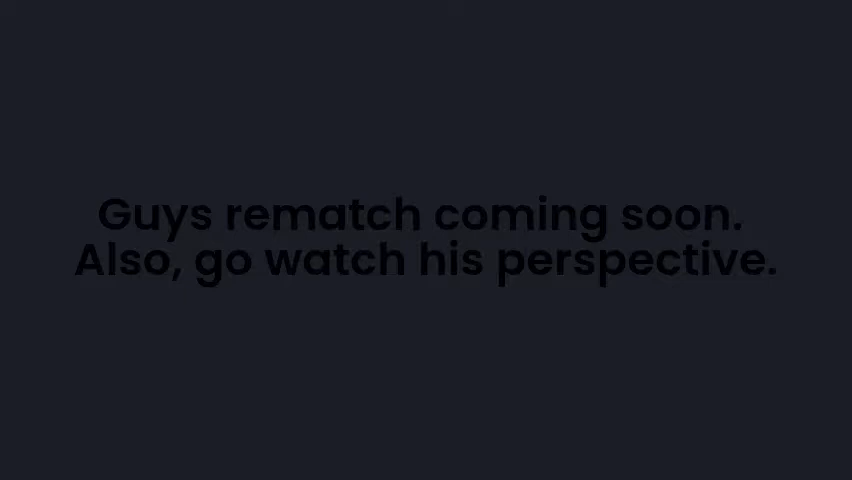 Guys rematch coming soon.
Also, go watch his perspective.